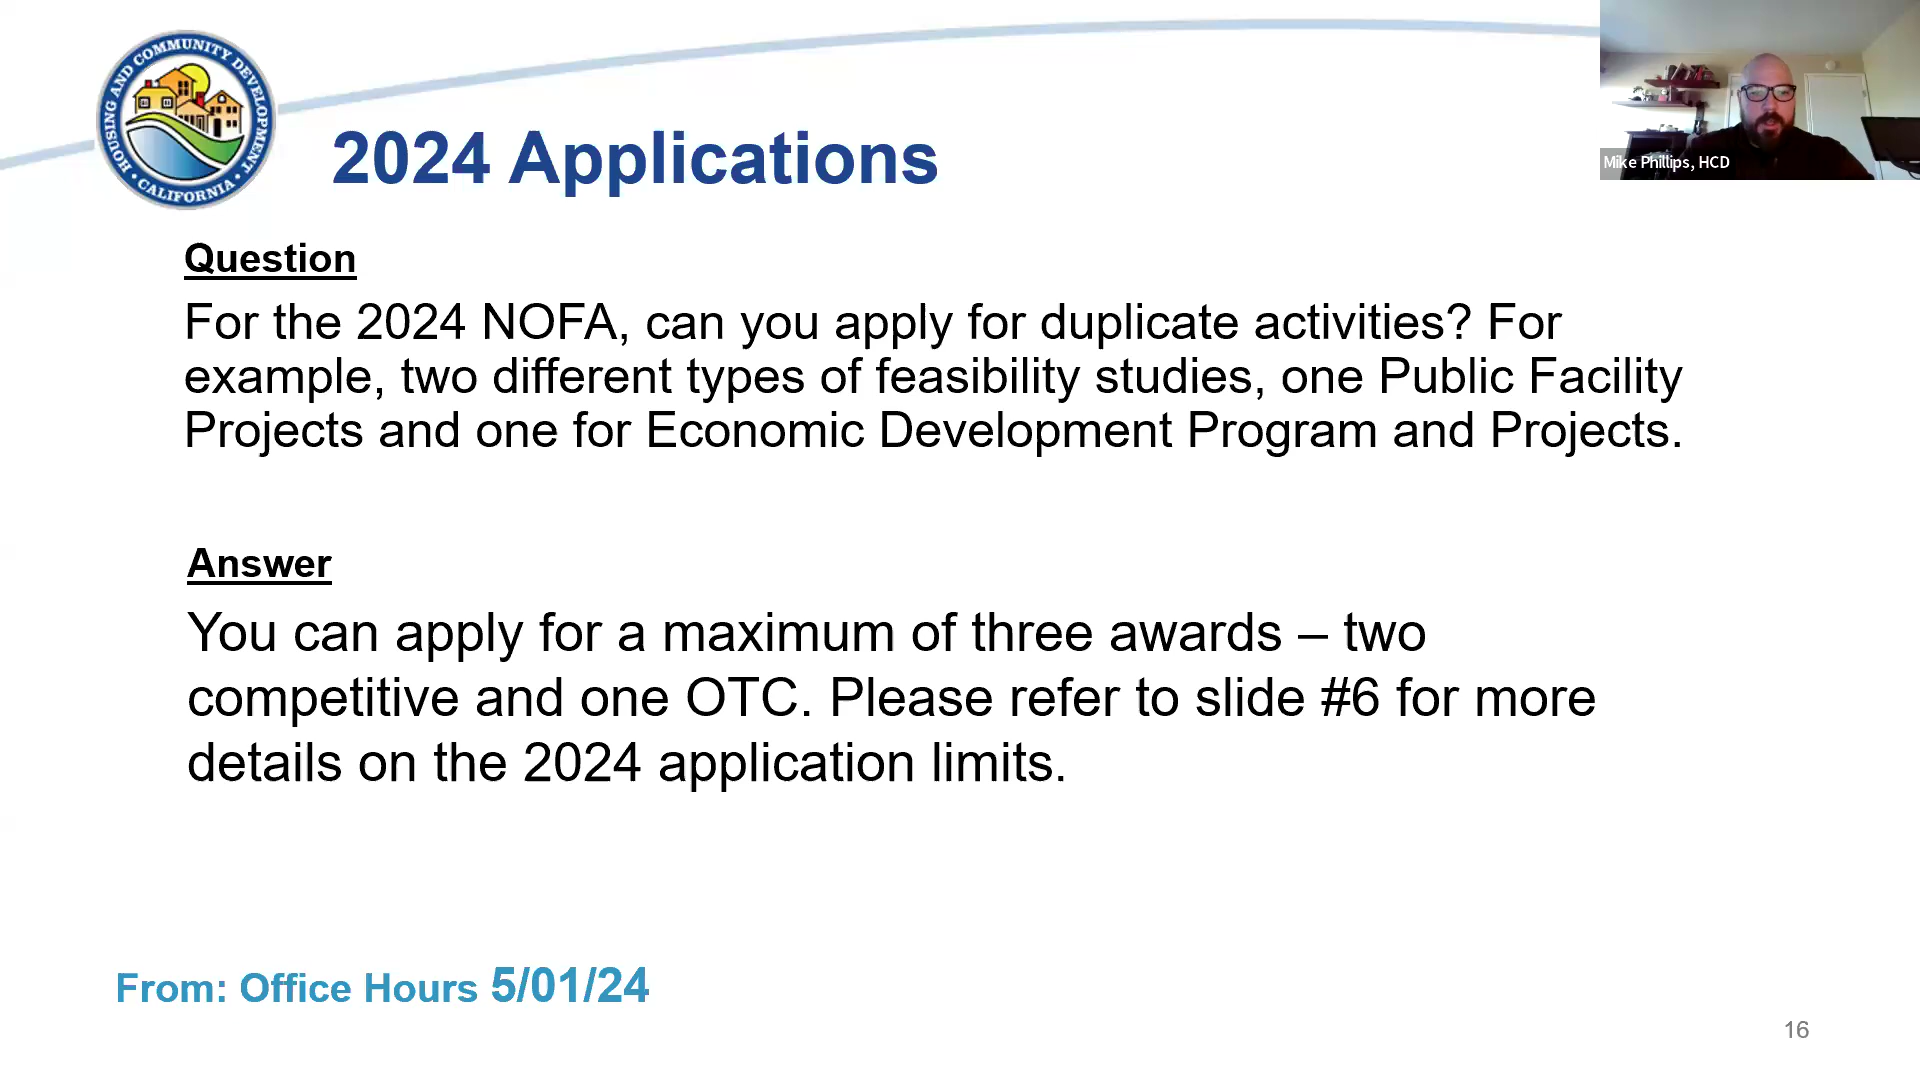 HOUSING AND COMMUNITY DEVELOPMENT
• CALIFORNIA •
2024 Applications
Mike Phillips, HCD
Question
For the 2024 NOFA, can you apply for duplicate activities? For
example, two different types of feasibility studies, one Public Facility
Projects and one for Economic Development Program and Projects.
Answer
You can apply for a maximum of three awards – two
competitive and one OTC. Please refer to slide #6 for more
details on the 2024 application limits.
From: Office Hours 5/01/24
16